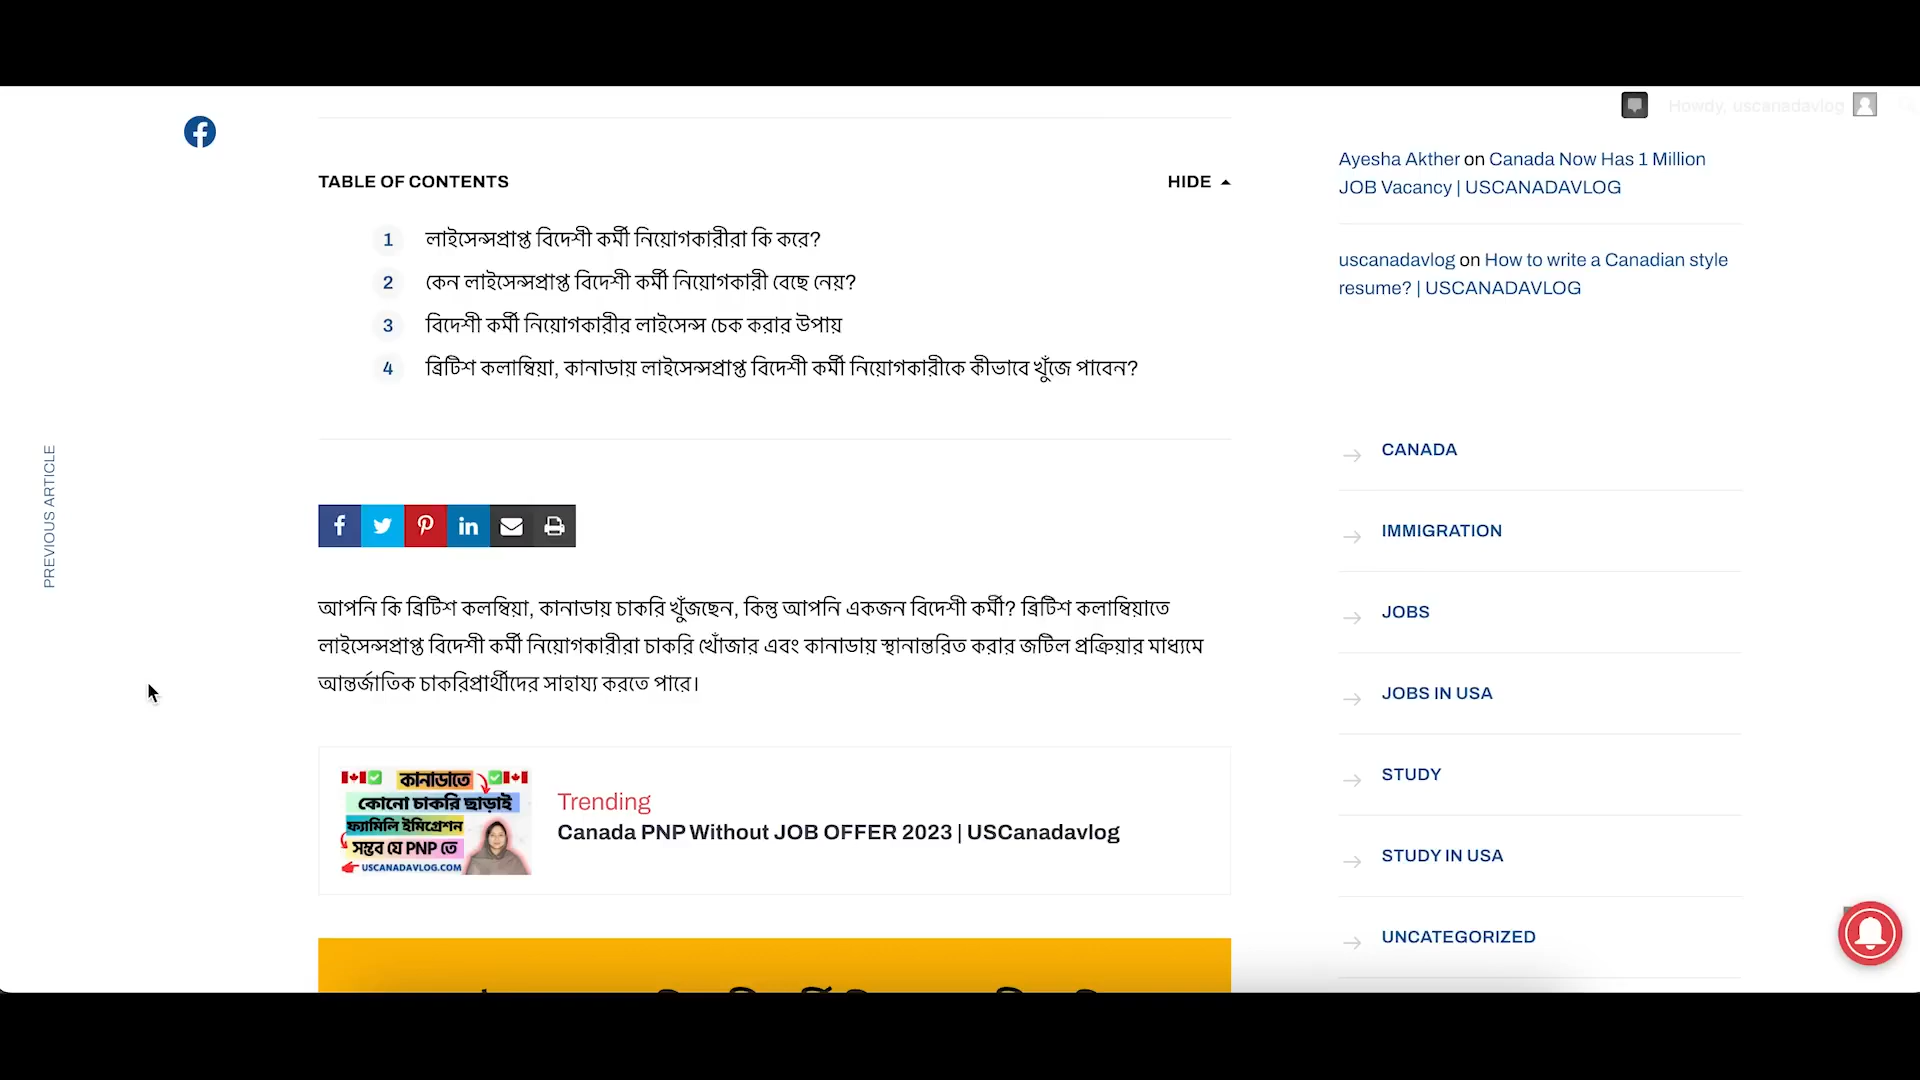 Howdy, uscanadavlog
TABLE OF CONTENTS
HIDE
1 লাইসেন্সপ্রাপ্ত বিদেশী কর্মী নিয়োগকারীরা কি করে?
2 কেন লাইসেন্সপ্রাপ্ত বিদেশী কর্মী নিয়োগকারী বেছে নেয়?
3 বিদেশী কর্মী নিয়োগকারীর লাইসেন্স চেক করার উপায়
4 ব্রিটিশ কলাম্বিয়া, কানাডায় লাইসেন্সপ্রাপ্ত বিদেশী কর্মী নিয়োগকারীকে কীভাবে খুঁজে পাবেন?
PREVIOUS ARTICLE
আপনি কি ব্রিটিশ কলম্বিয়া, কানাডায় চাকরি খুঁজছেন, কিন্তু আপনি একজন বিদেশী কর্মী? ব্রিটিশ কলাম্বিয়াতে
লাইসেন্সপ্রাপ্ত বিদেশী কর্মী নিয়োগকারীরা চাকরি খোঁজার এবং কানাডায় স্থানান্তরিত করার জটিল প্রক্রিয়ার মাধ্যমে
আন্তর্জাতিক চাকরিপ্রার্থীদের সাহায্য করতে পারে।
কানাডাতে
কোনো চাকরি ছাড়াই
ফ্যামিলি ইমিগ্রেশন
সম্ভব যে PNP তে
USCANADAVLOG.COM
Trending
Canada PNP Without JOB OFFER 2023 | USCanadavlog
Ayesha Akther on Canada Now Has 1 Million
JOB Vacancy | USCANADAVLOG
uscanadavlog on How to write a Canadian style
resume? | USCANADAVLOG
CANADA
IMMIGRATION
JOBS
JOBS IN USA
STUDY
STUDY IN USA
UNCATEGORIZED